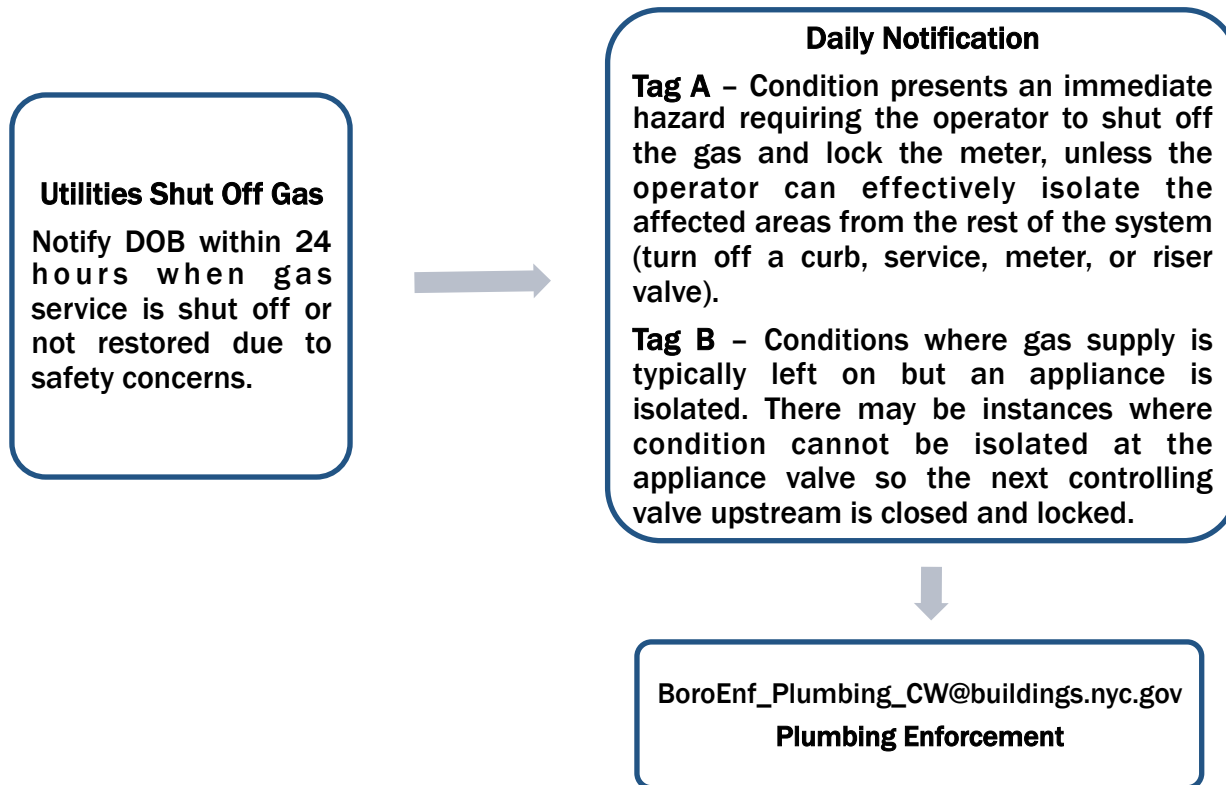 Utilities Shut Off Gas
Notify DOB within 24
hours when gas
service is shut off or
not restored due to
safety concerns.
Daily Notification
Tag A – Condition presents an immediate
hazard requiring the operator to shut off
the gas and lock the meter, unless the
operator can effectively isolate the
affected areas from the rest of the system
(turn off a curb, service, meter, or riser
valve).
Tag B – Conditions where gas supply is
typically left on but an appliance is
isolated. There may be instances where
condition cannot be isolated at the
appliance valve so the next controlling
valve upstream is closed and locked.
BoroEnf_Plumbing_CW@buildings.nyc.gov
Plumbing Enforcement